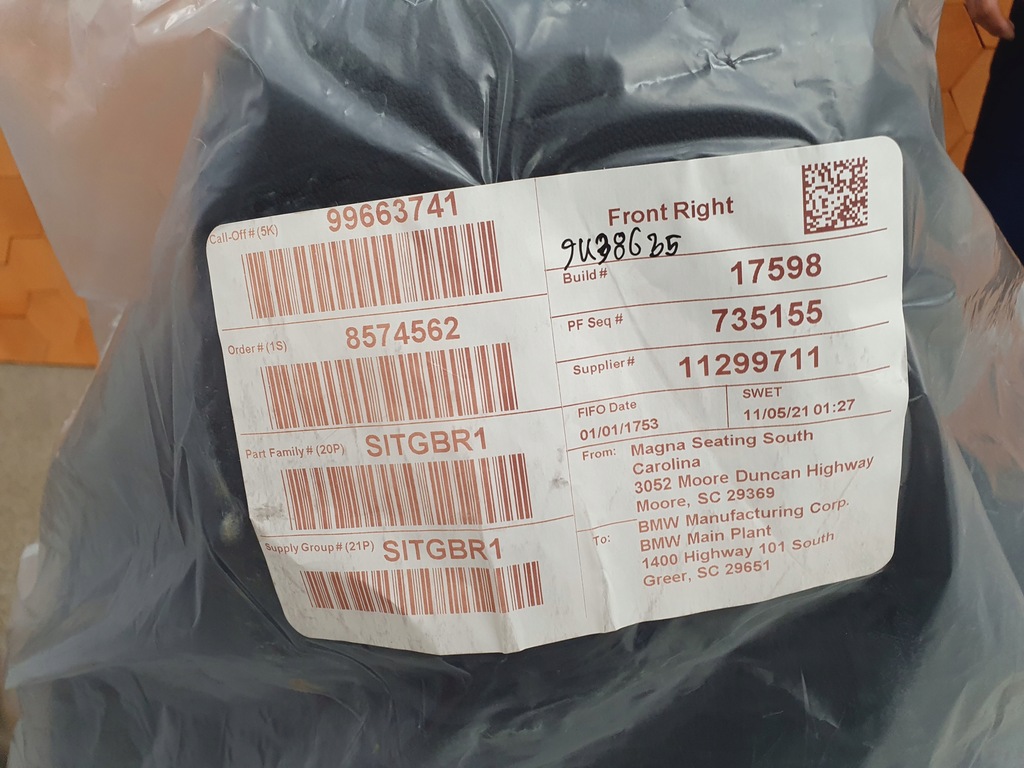 Call-Off # (5K)
99663741
Order # (1S)
8574562
Part Family # (20P)
SITGBR1
Supply Group # (21P)
SITGBR1
Front Right
9U38635
Build #
17598
PF Seq #
735155
Supplier #
11299711
FIFO Date
01/01/1753
SWET
11/05/21 01:27
From:
Magna Seating South
Carolina
3052 Moore Duncan Highway
Moore, SC 29369
To:
BMW Manufacturing Corp.
BMW Main Plant
1400 Highway 101 South
Greer, SC 29651